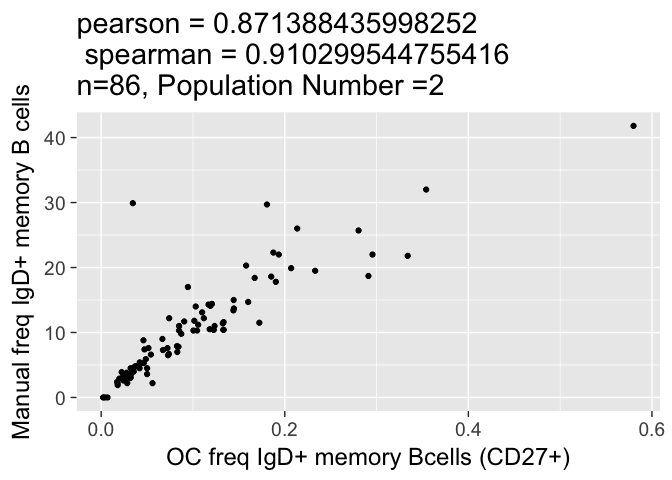 pearson = 0.871388435998252
spearman = 0.910299544755416
n=86, Population Number =2
Manual freq IgD+ memory B cells
40
30
20
10
0
0.0 0.2 0.4 0.6
OC freq IgD+ memory Bcells (CD27+)